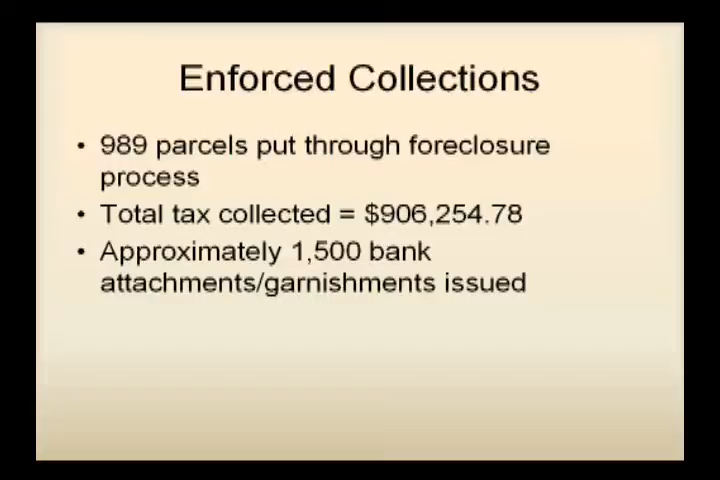 Enforced Collections
• 989 parcels put through foreclosure
process
• Total tax collected = $906,254.78
• Approximately 1,500 bank
attachments/garnishments issued